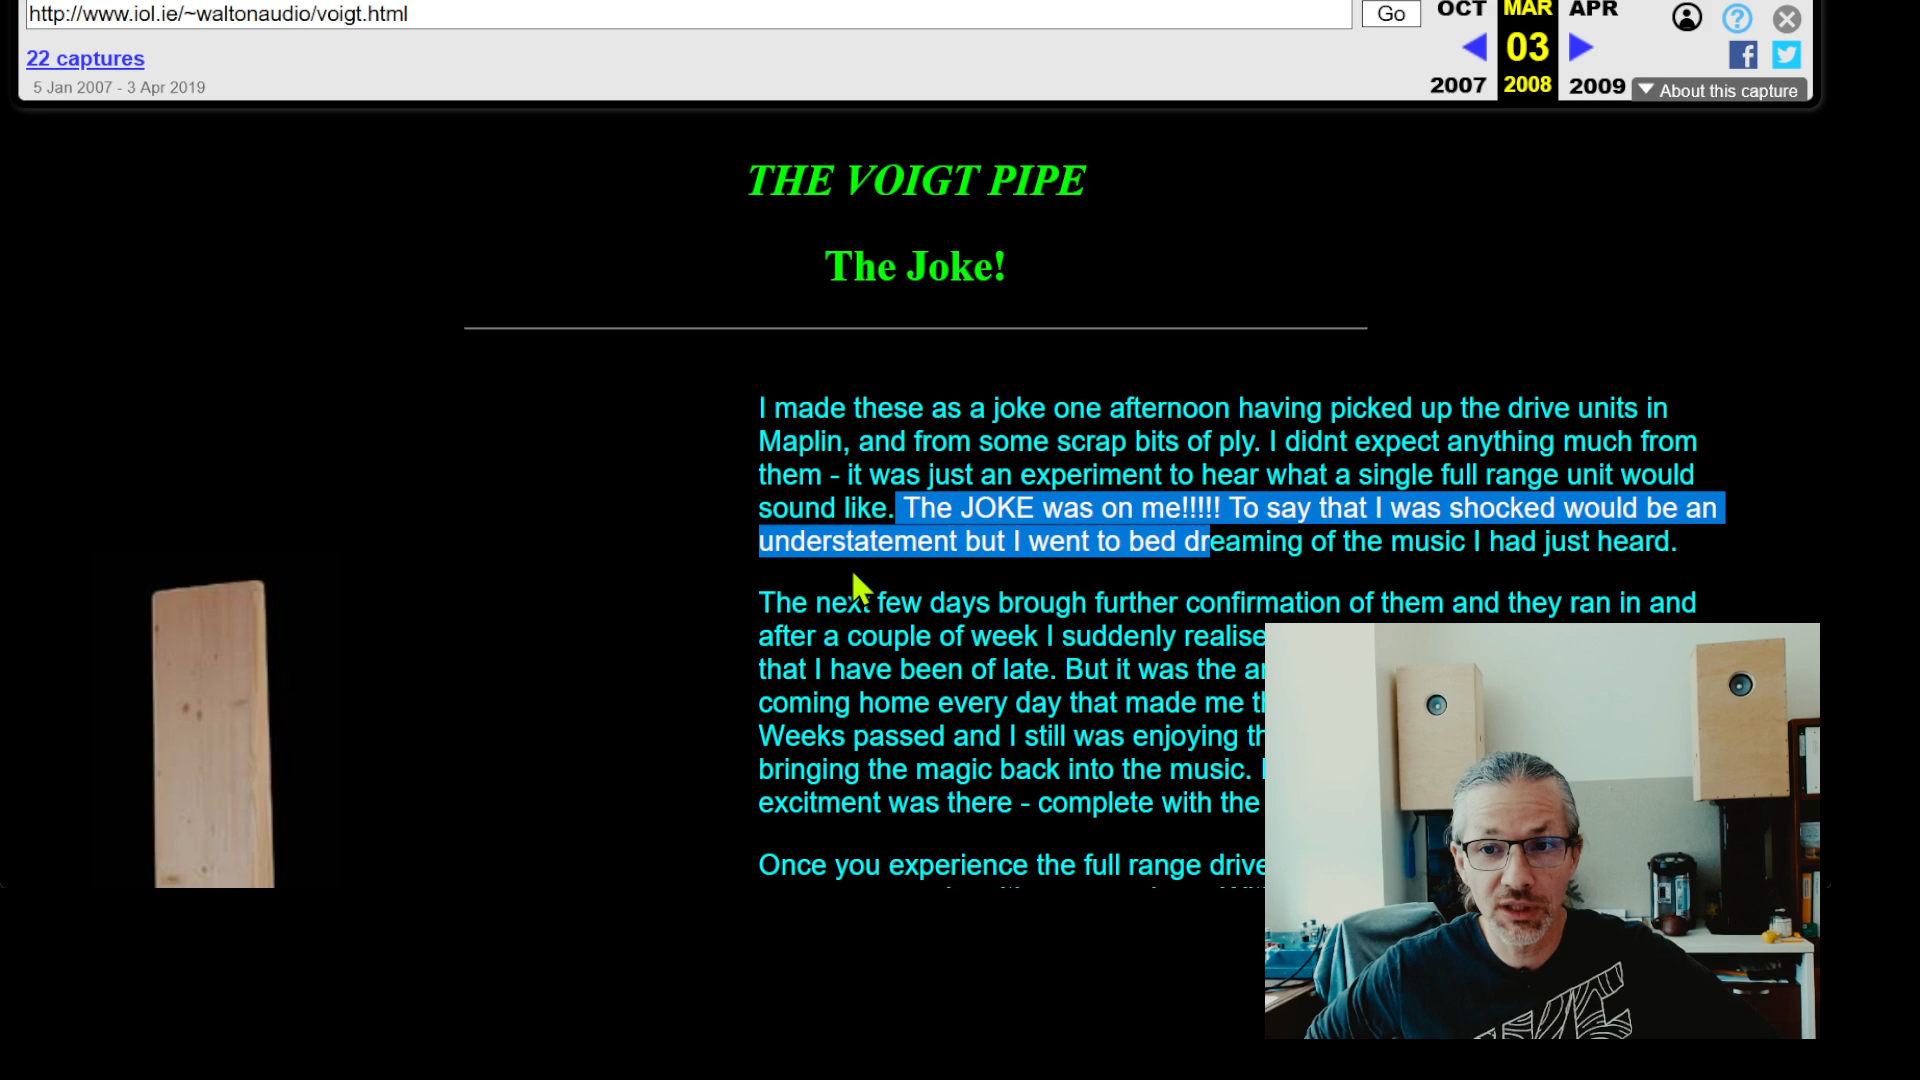 http://www.iol.ie/~waltonaudio/voigt.html
Go
OCT MAR APR
03
2007 2008 2009
22 captures
5 Jan 2007 - 3 Apr 2019
About this capture
THE VOIGT PIPE
The Joke!
I made these as a joke one afternoon having picked up the drive units in
Maplin, and from some scrap bits of ply. I didnt expect anything much from
them - it was just an experiment to hear what a single full range unit would
sound like. The JOKE was on me!!!!! To say that I was shocked would be an
understatement but I went to bed dreaming of the music I had just heard.
The next few days brough further confirmation of them and they ran in and
after a couple of week I suddenly realise
that I have been of late. But it was the
coming home every day that made me
Weeks passed and I still was enjoying
bringing the magic back into the music.
excitment was there - complete with the
Once you experience the full range drive